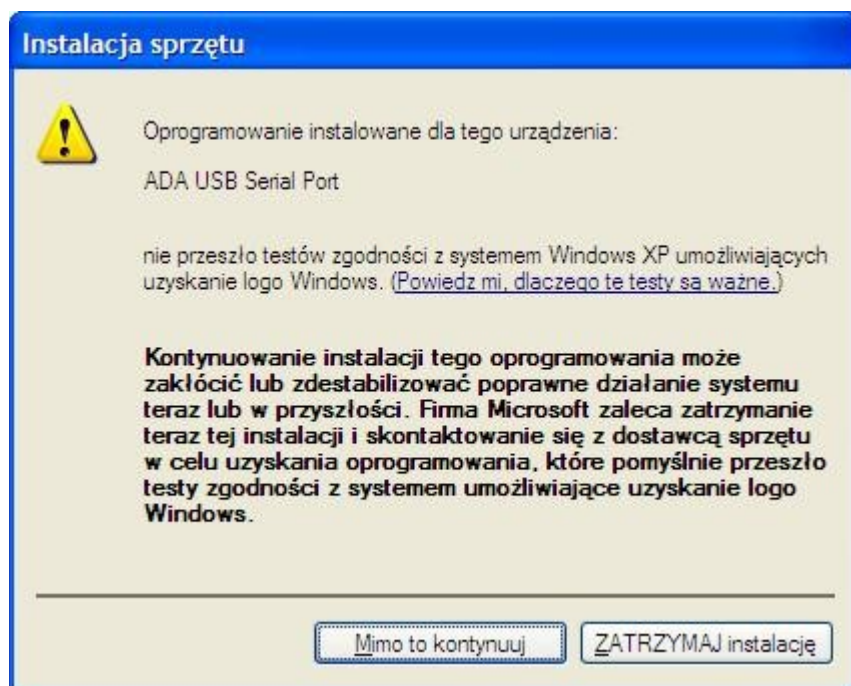 Instalacja sprzętu
Oprogramowanie instalowane dla tego urządzenia:
ADA USB Serial Port
nie przeszło testów zgodności z systemem Windows XP umożliwiających
uzyskanie logo Windows. (Powiedz mi, dlaczego te testy są ważne.)
Kontynuowanie instalacji tego oprogramowania może
zakłócić lub zdestabilizować poprawne działanie systemu
teraz lub w przyszłości. Firma Microsoft zaleca zatrzymanie
teraz tej instalacji i skontaktowanie się z dostawcą sprzętu
w celu uzyskania oprogramowania, które pomyślnie przeszło
testy zgodności z systemem umożliwiające uzyskanie logo
Windows.
Mimo to kontynuuj ZATRZYMAJ instalację